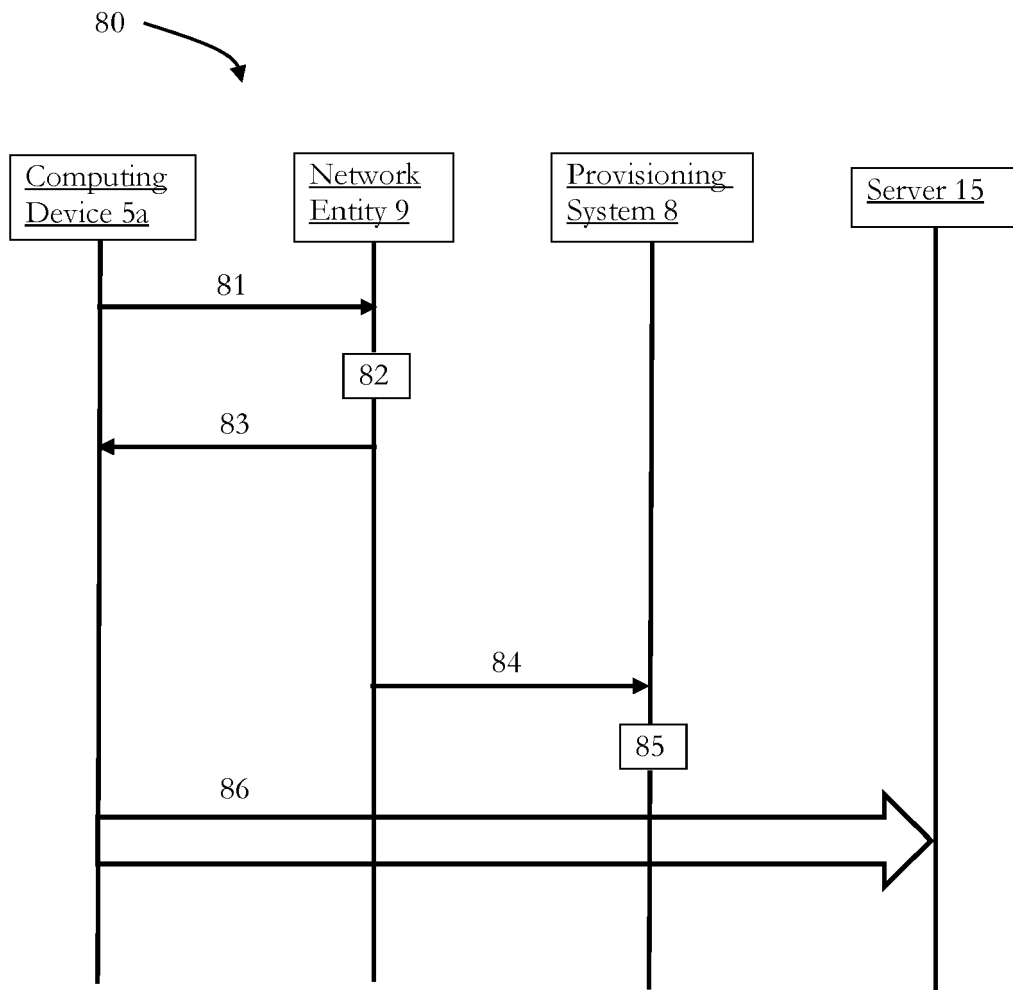 80
Computing
Device 5a
Network
Entity 9
Provisioning
System 8
Server 15
81
82
83
84
85
86